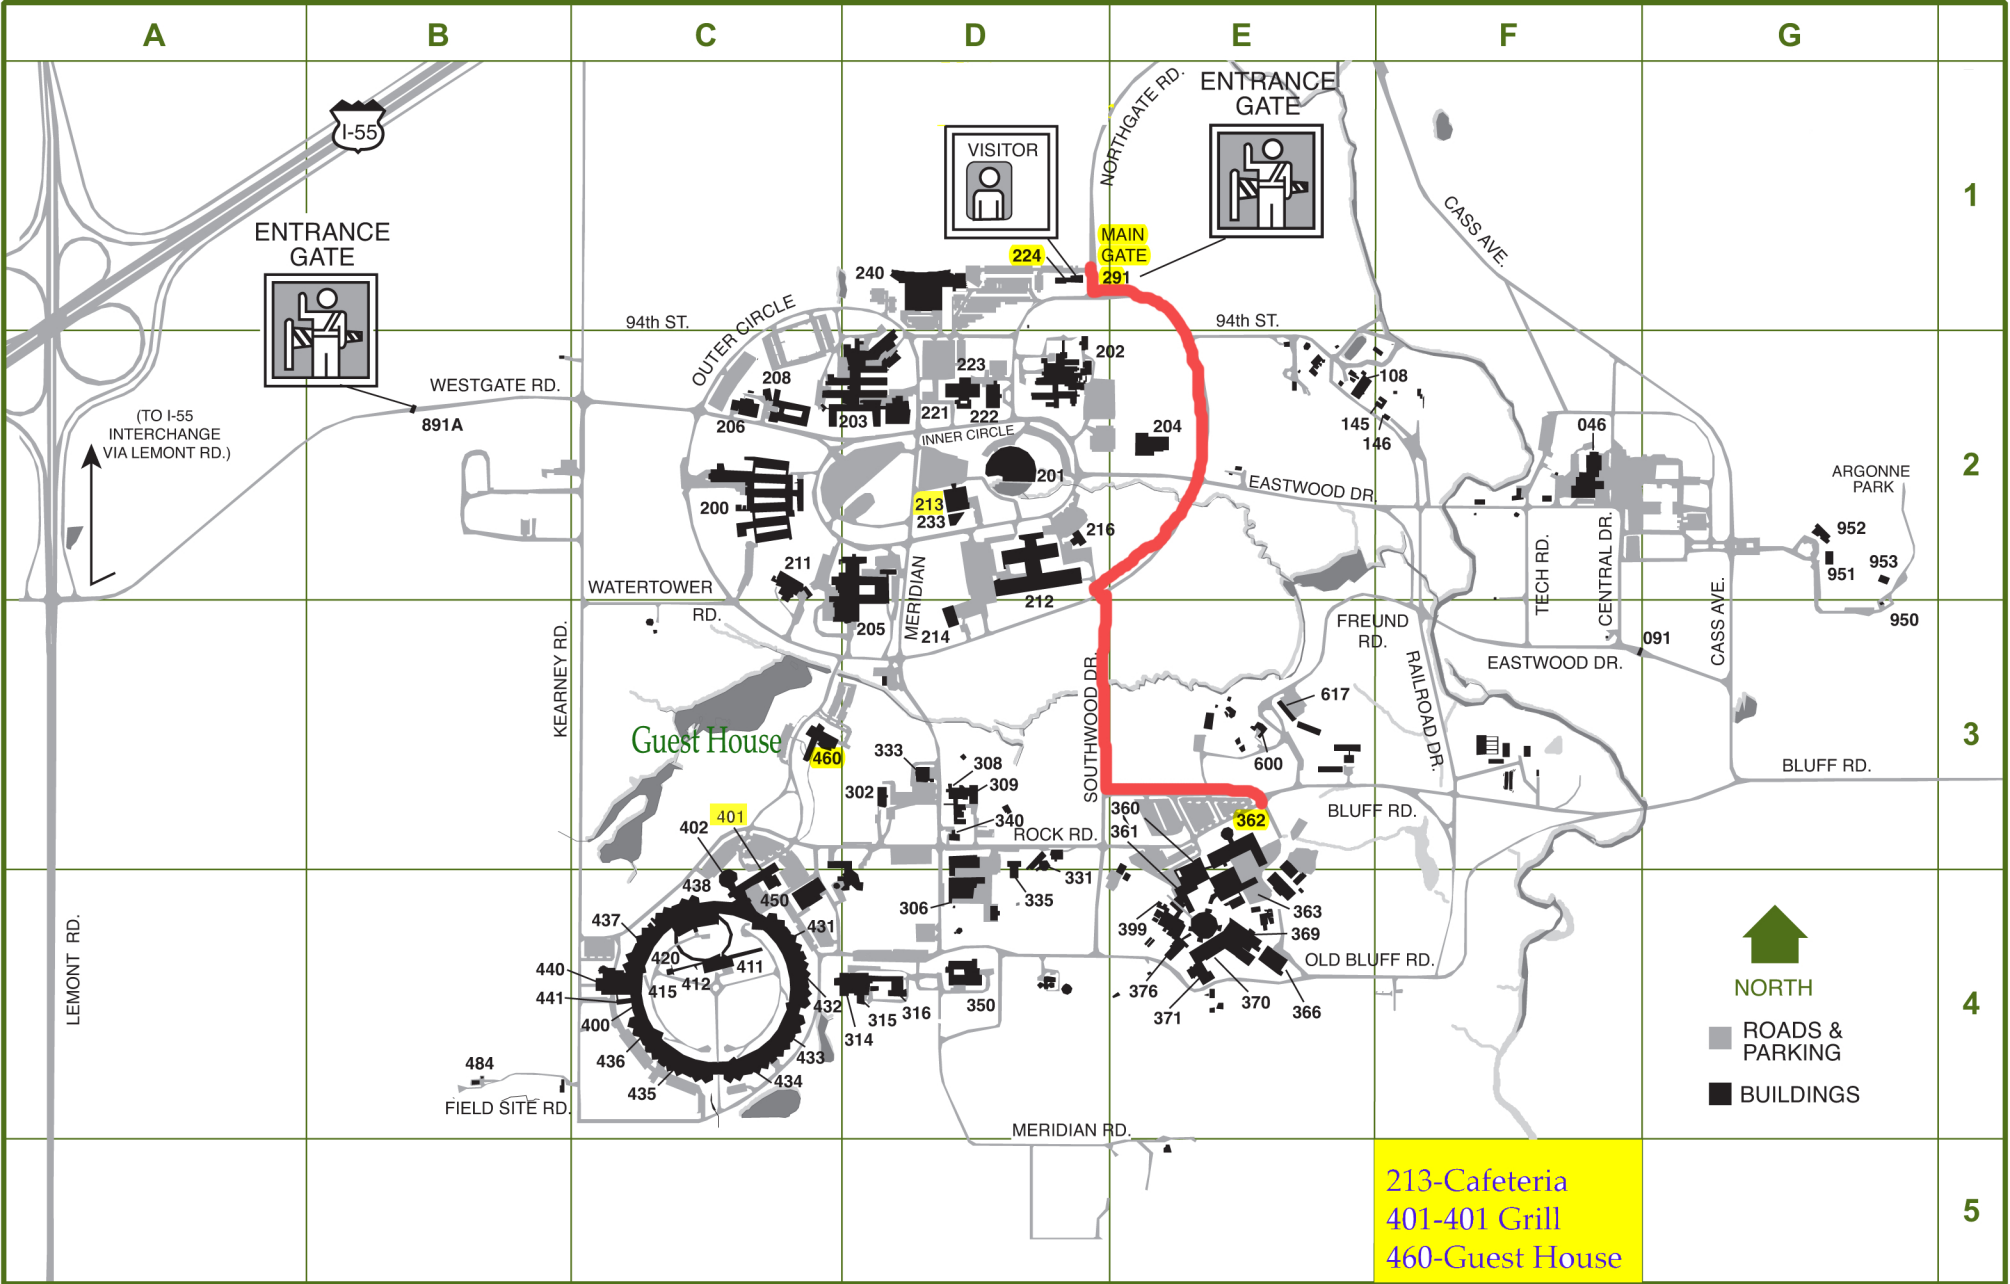 A B C D E F G
1
2
3
4
5
I-55
ENTRANCE
GATE
VISITOR
NORTHGATE RD.
ENTRANCE
GATE
MAIN
GATE
291
224
240
CASS AVE.
94th ST.
OUTER CIRCLE
94th ST.
WESTGATE RD.
891A
(TO I-55
INTERCHANGE
VIA LEMONT RD.)
208
206
203
223
221
222
202
INNER CIRCLE
204
201
213
233
200
216
211
212
WATERTOWER
RD.
205
MERIDIAN
214
108
145
146
EASTWOOD DR.
046
ARGONNE
PARK
952
951
953
950
TECH RD.
CENTRAL DR.
CASS AVE.
091
EASTWOOD DR.
FREUND
RD.
RAILROAD DR.
KEARNEY RD.
SOUTHWOOD DR.
617
600
Guest House
460
333
302
308
309
340
ROCK RD.
BLUFF RD.
BLUFF RD.
360
361
362
401
402
438
450
437
431
420
411
412
415
440
441
400
436
435
434
433
432
314
315
316
350
306
335
331
399
363
369
376
371
370
366
OLD BLUFF RD.
484
FIELD SITE RD.
LEMONT RD.
MERIDIAN RD.
NORTH
ROADS &
PARKING
BUILDINGS
213-Cafeteria
401-401 Grill
460-Guest House
ENTRANCE
GATE